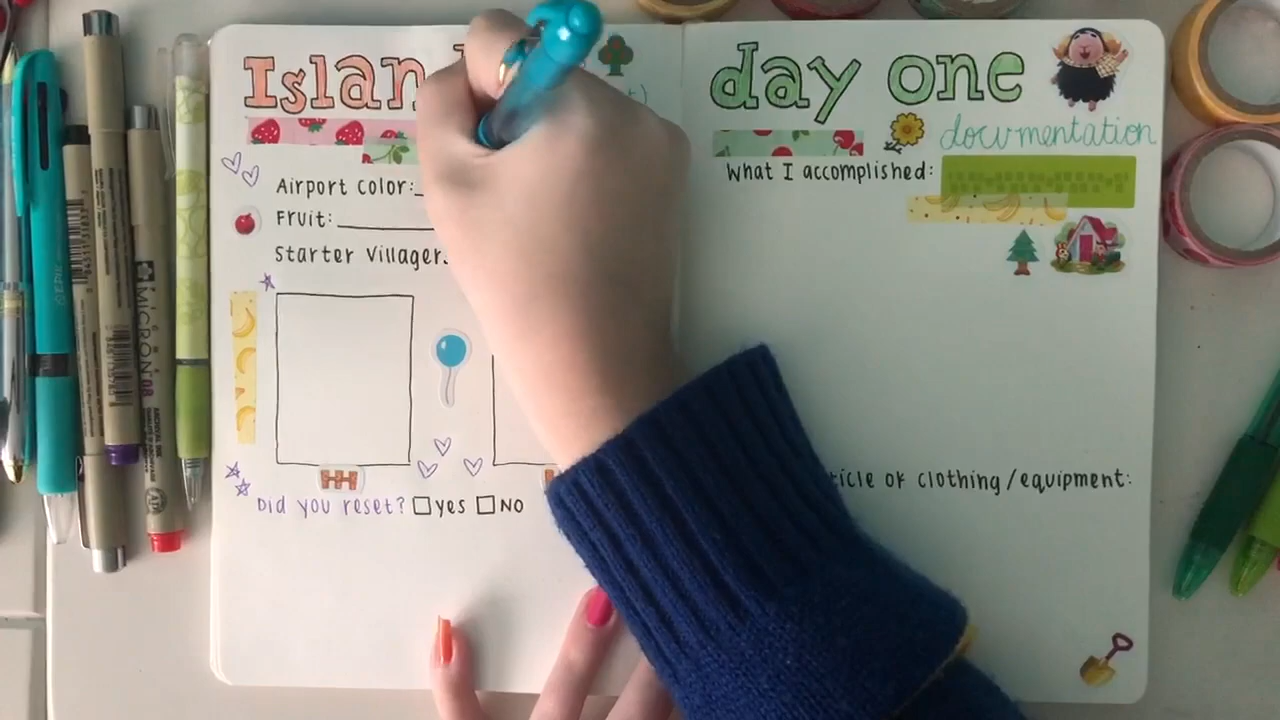 Islan
day one
documentation
Airport color:
Fruit:
Starter Villager
Did you reset? yes NO
What I accomplished:
of clothing/equipment:
MICRON 08